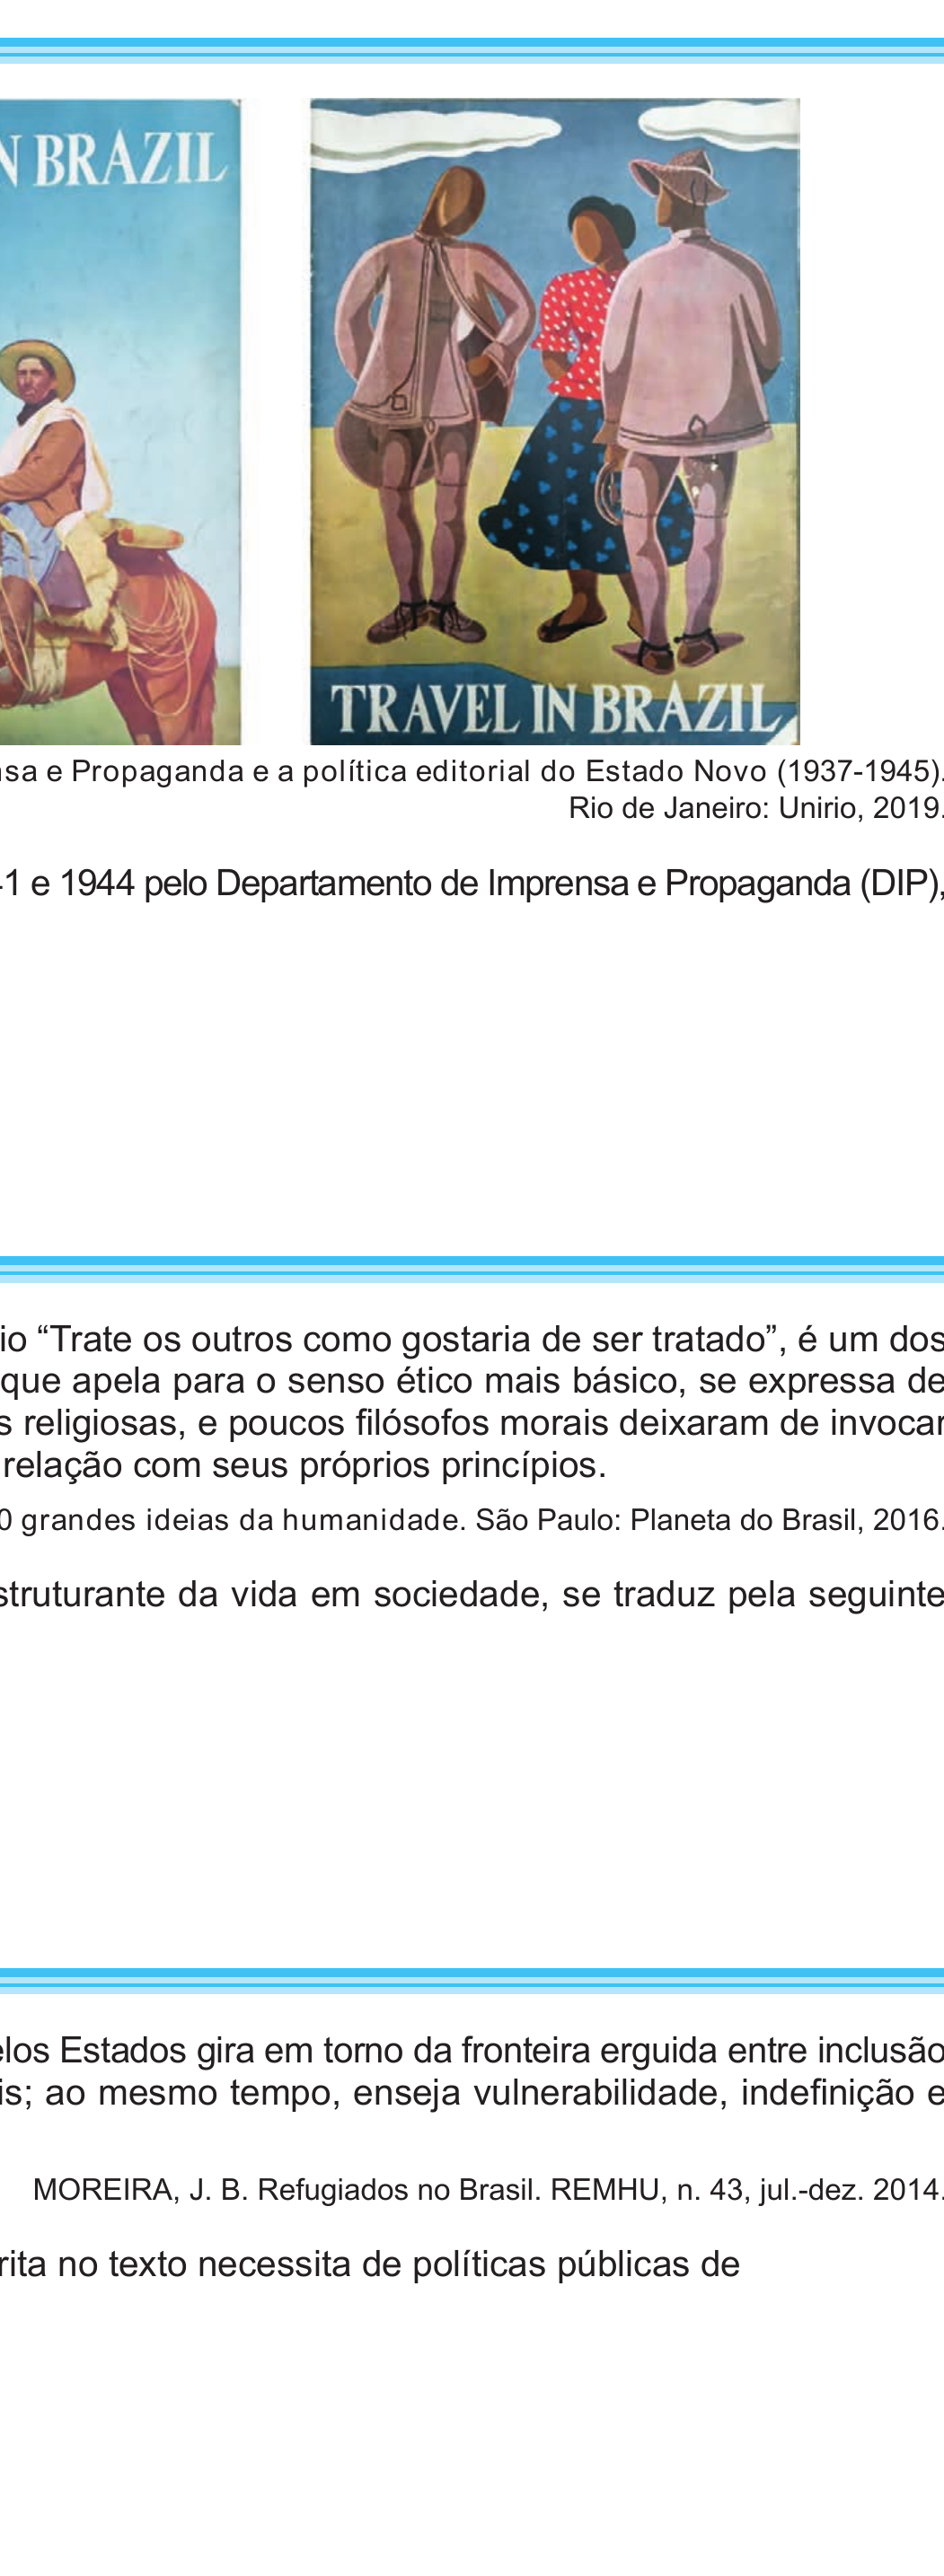 N BRAZIL
TRAVEL IN BRAZIL
e Propaganda e a política editorial do Estado Novo (1937-1945).
Rio de Janeiro: Unirio, 2019.
e 1944 pelo Departamento de Imprensa e Propaganda (DIP),
“Trate os outros como gostaria de ser tratado”, é um dos
que apela para o senso ético mais básico, se expressa de
religiosas, e poucos filósofos morais deixaram de invocar
relação com seus próprios princípios.
0 grandes ideias da humanidade. São Paulo: Planeta do Brasil, 2016.
struturante da vida em sociedade, se traduz pela seguinte
elos Estados gira em torno da fronteira erguida entre inclusão
is; ao mesmo tempo, enseja vulnerabilidade, indefinição e
MOREIRA, J. B. Refugiados no Brasil. REMHU, n. 43, jul.-dez. 2014.
rita no texto necessita de políticas públicas de